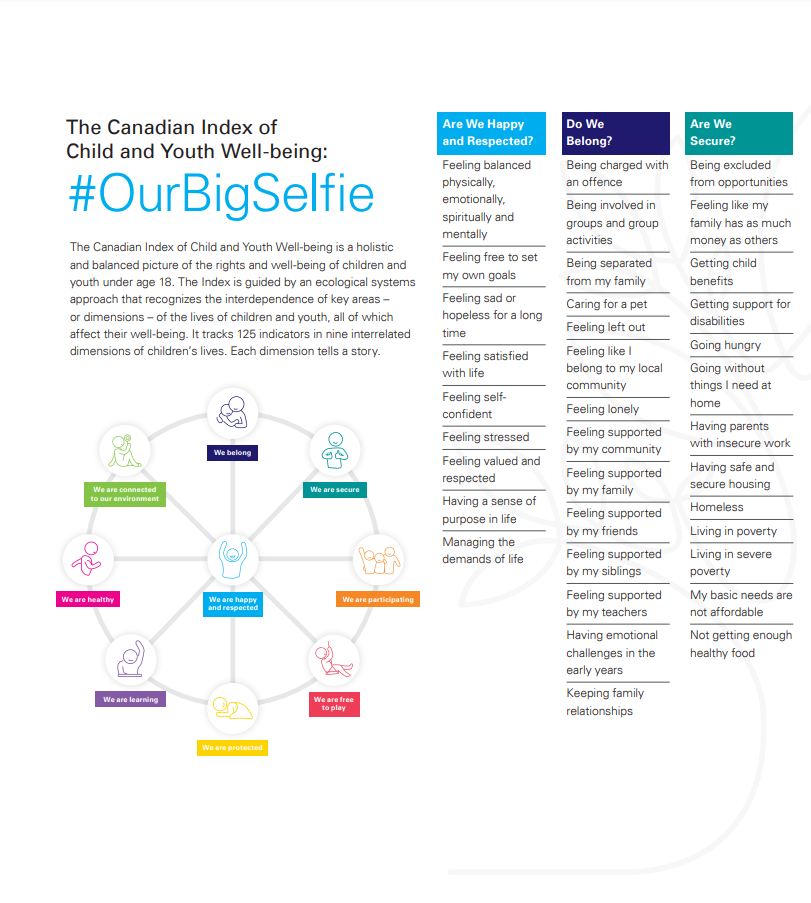 The Canadian Index of
Child and Youth Well-being:
#OurBigSelfie
The Canadian Index of Child and Youth Well-being is a holistic
and balanced picture of the rights and well-being of children and
youth under age 18. The Index is guided by an ecological systems
approach that recognizes the interdependence of key areas –
or dimensions – of the lives of children and youth, all of which
affect their well-being. It tracks 125 indicators in nine interrelated
dimensions of children's lives. Each dimension tells a story.
We belong
We are connected
to our environment
We are secure
We are healthy
We are happy
and respected
We are participating
We are learning
We are free
to play
We are protected
Are We Happy
and Respected?
Feeling balanced
physically,
emotionally,
spiritually and
mentally
Feeling free to set
my own goals
Feeling sad or
hopeless for a long
time
Feeling satisfied
with life
Feeling self-
confident
Feeling stressed
Feeling valued and
respected
Having a sense of
purpose in life
Managing the
demands of life
Do We
Belong?
Being charged with
an offence
Being involved in
groups and group
activities
Being separated
from my family
Caring for a pet
Feeling left out
Feeling like I
belong to my local
community
Feeling lonely
Feeling supported
by my community
Feeling supported
by my family
Feeling supported
by my friends
Feeling supported
by my siblings
Feeling supported
by my teachers
Having emotional
challenges in the
early years
Keeping family
relationships
Are We
Secure?
Being excluded
from opportunities
Feeling like my
family has as much
money as others
Getting child
benefits
Getting support for
disabilities
Going hungry
Going without
things I need at
home
Having parents
with insecure work
Having safe and
secure housing
Homeless
Living in poverty
Living in severe
poverty
My basic needs are
not affordable
Not getting enough
healthy food